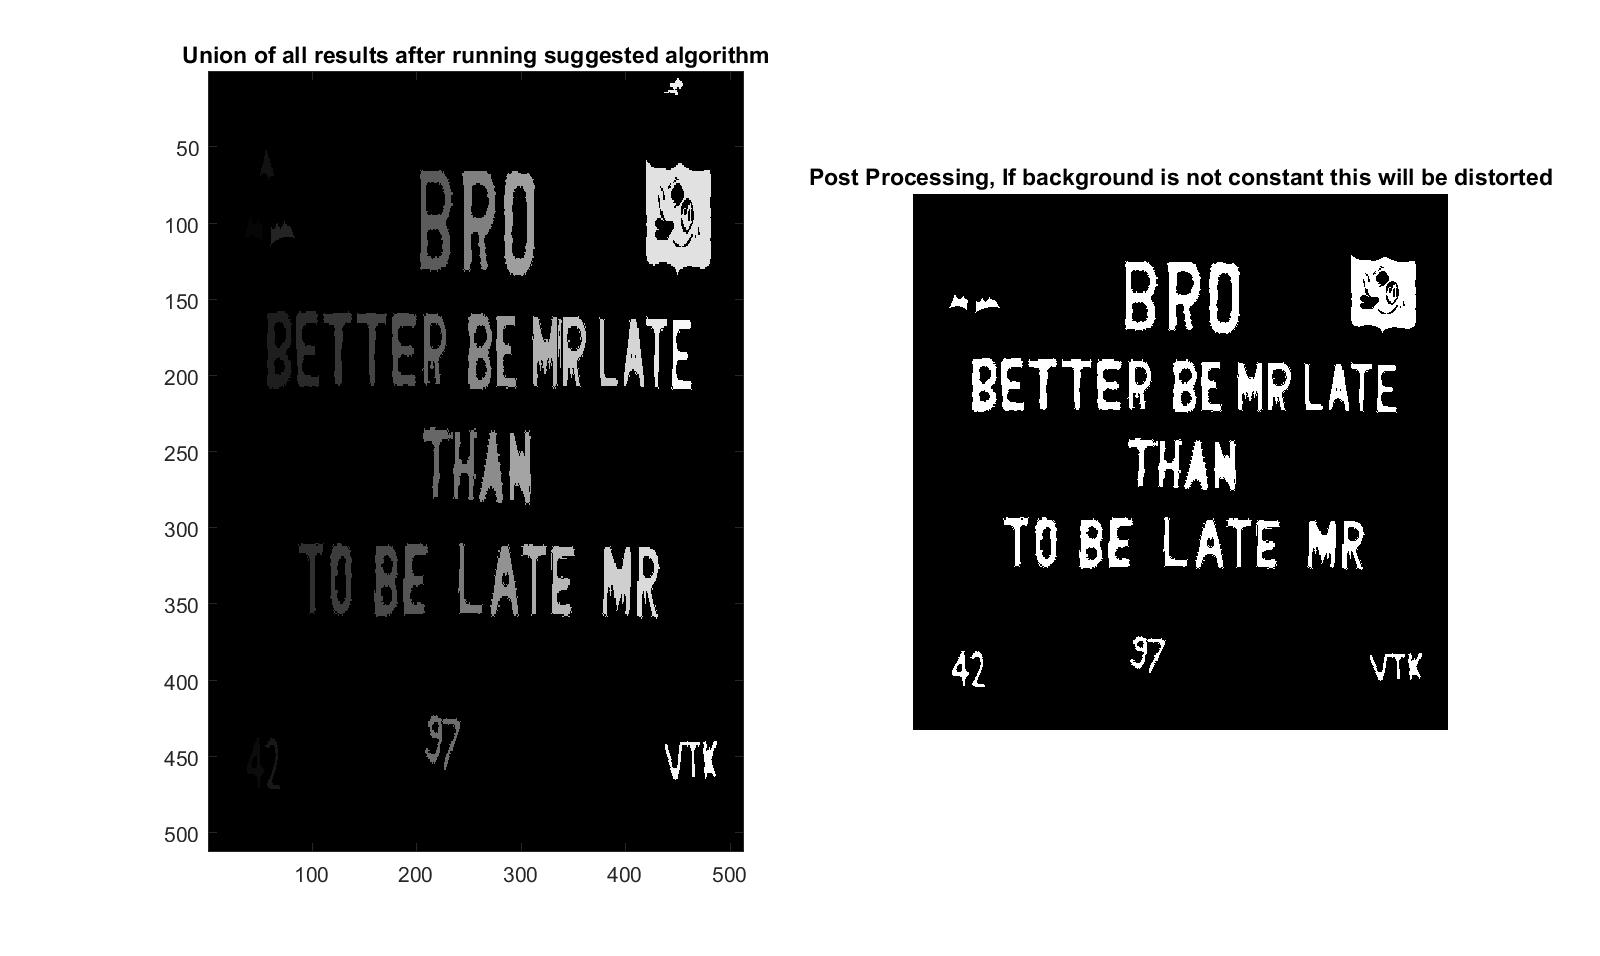 Union of all results after running suggested algorithm
50
100
150
200
250
300
350
400
450
500
100 200 300 400 500
BRO
BETTER BE MR LATE
THAN
TO BE LATE MR
42 97 VTK
Post Processing, If background is not constant this will be distorted
BRO
BETTER BE MR LATE
THAN
TO BE LATE MR
42 97 VTK